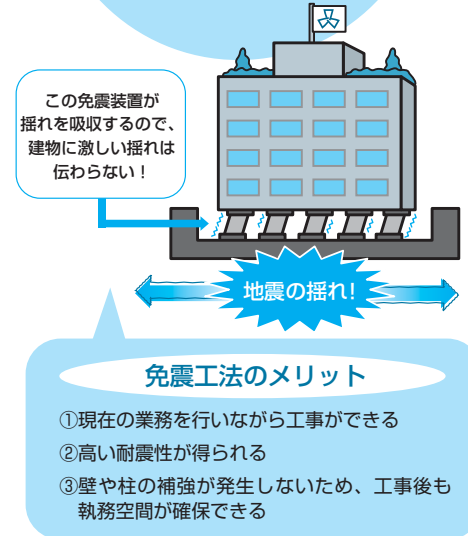 この免震装置が
揺れを吸収するので、
建物に激しい揺れは
伝わらない！
地震の揺れ!
免震工法のメリット
①現在の業務を行いながら工事ができる
②高い耐震性が得られる
③壁や柱の補強が発生しないため、工事後も
執務空間が確保できる